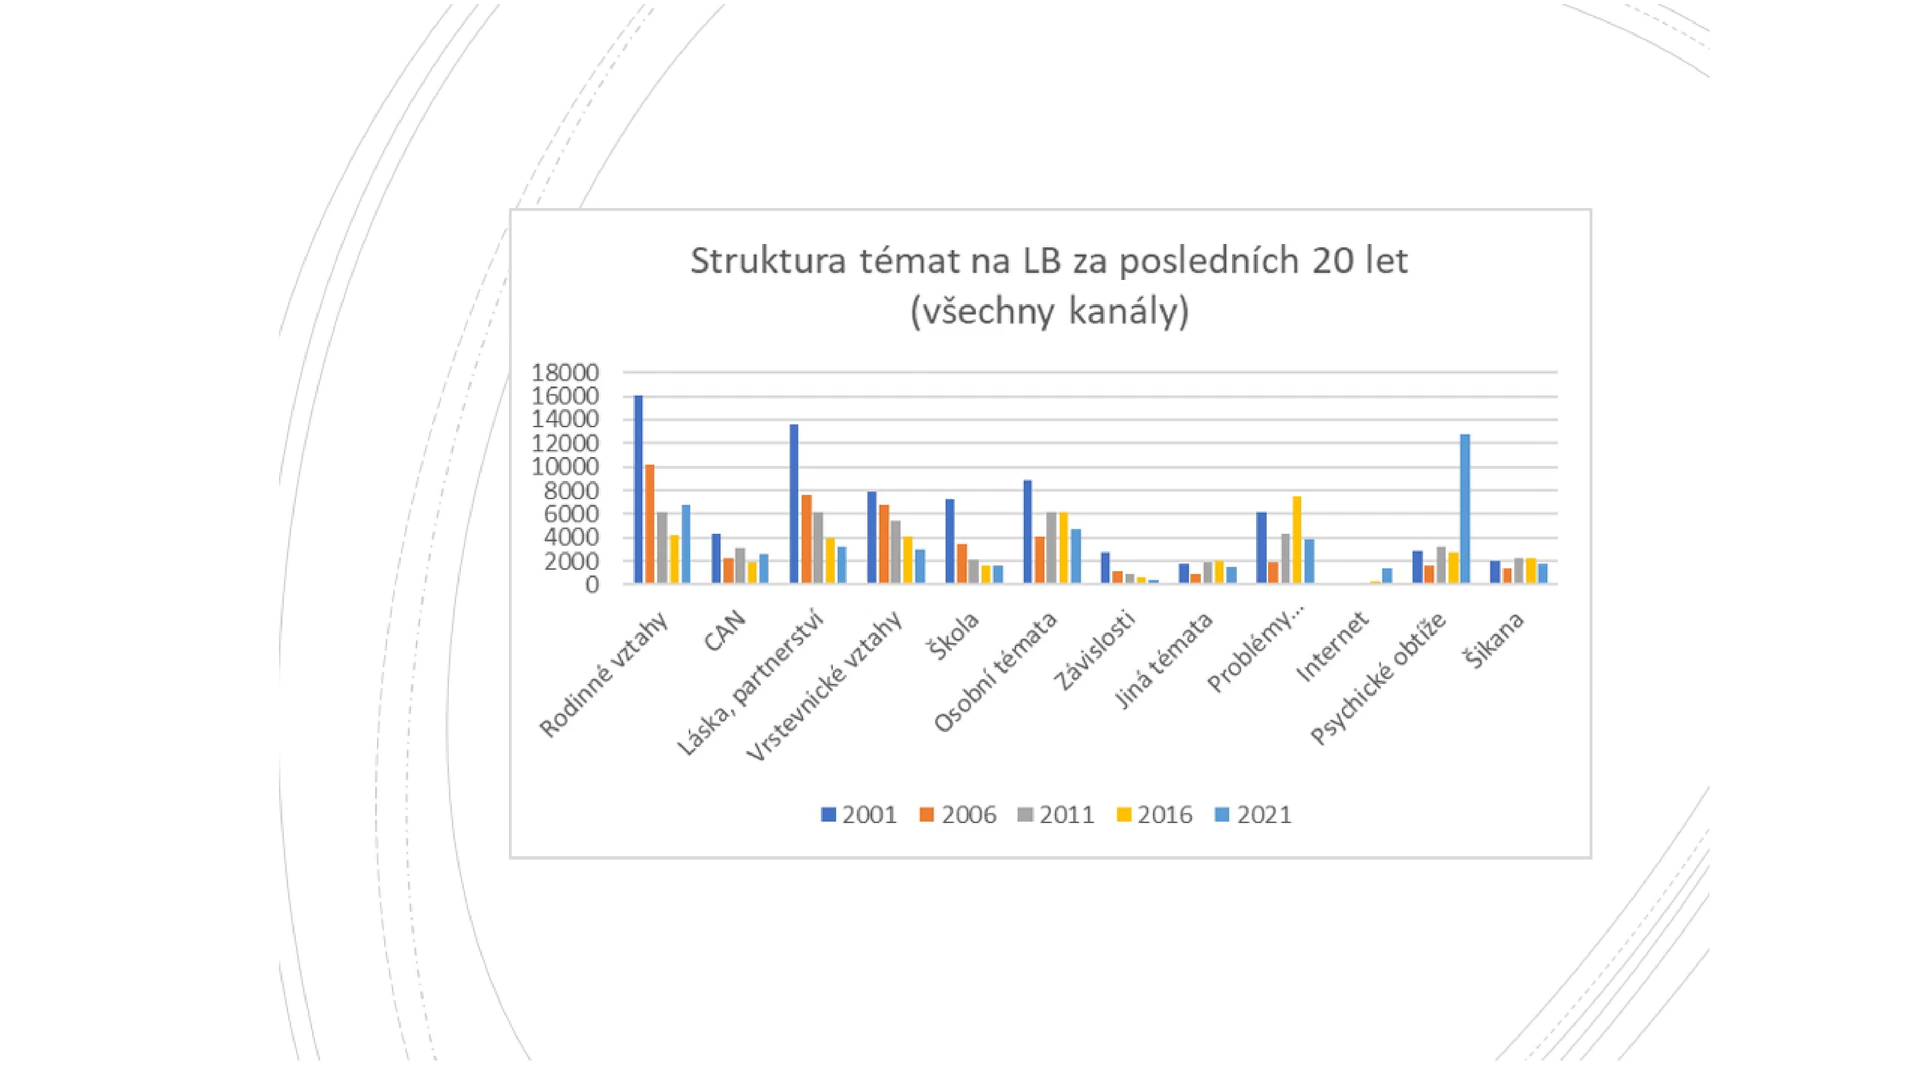 Struktura témat na LB za posledních 20 let
(všechny kanály)
18000
16000
14000
12000
10000
8000
6000
4000
2000
0
Rodinné vztahy
CAN
Láska, partnerství
Vrstevnické vztahy
Škola
Osobní témata
Závislosti
Jiná témata
Problémy...
Internet
Psychické obtíže
Šikana
2001 2006 2011 2016 2021